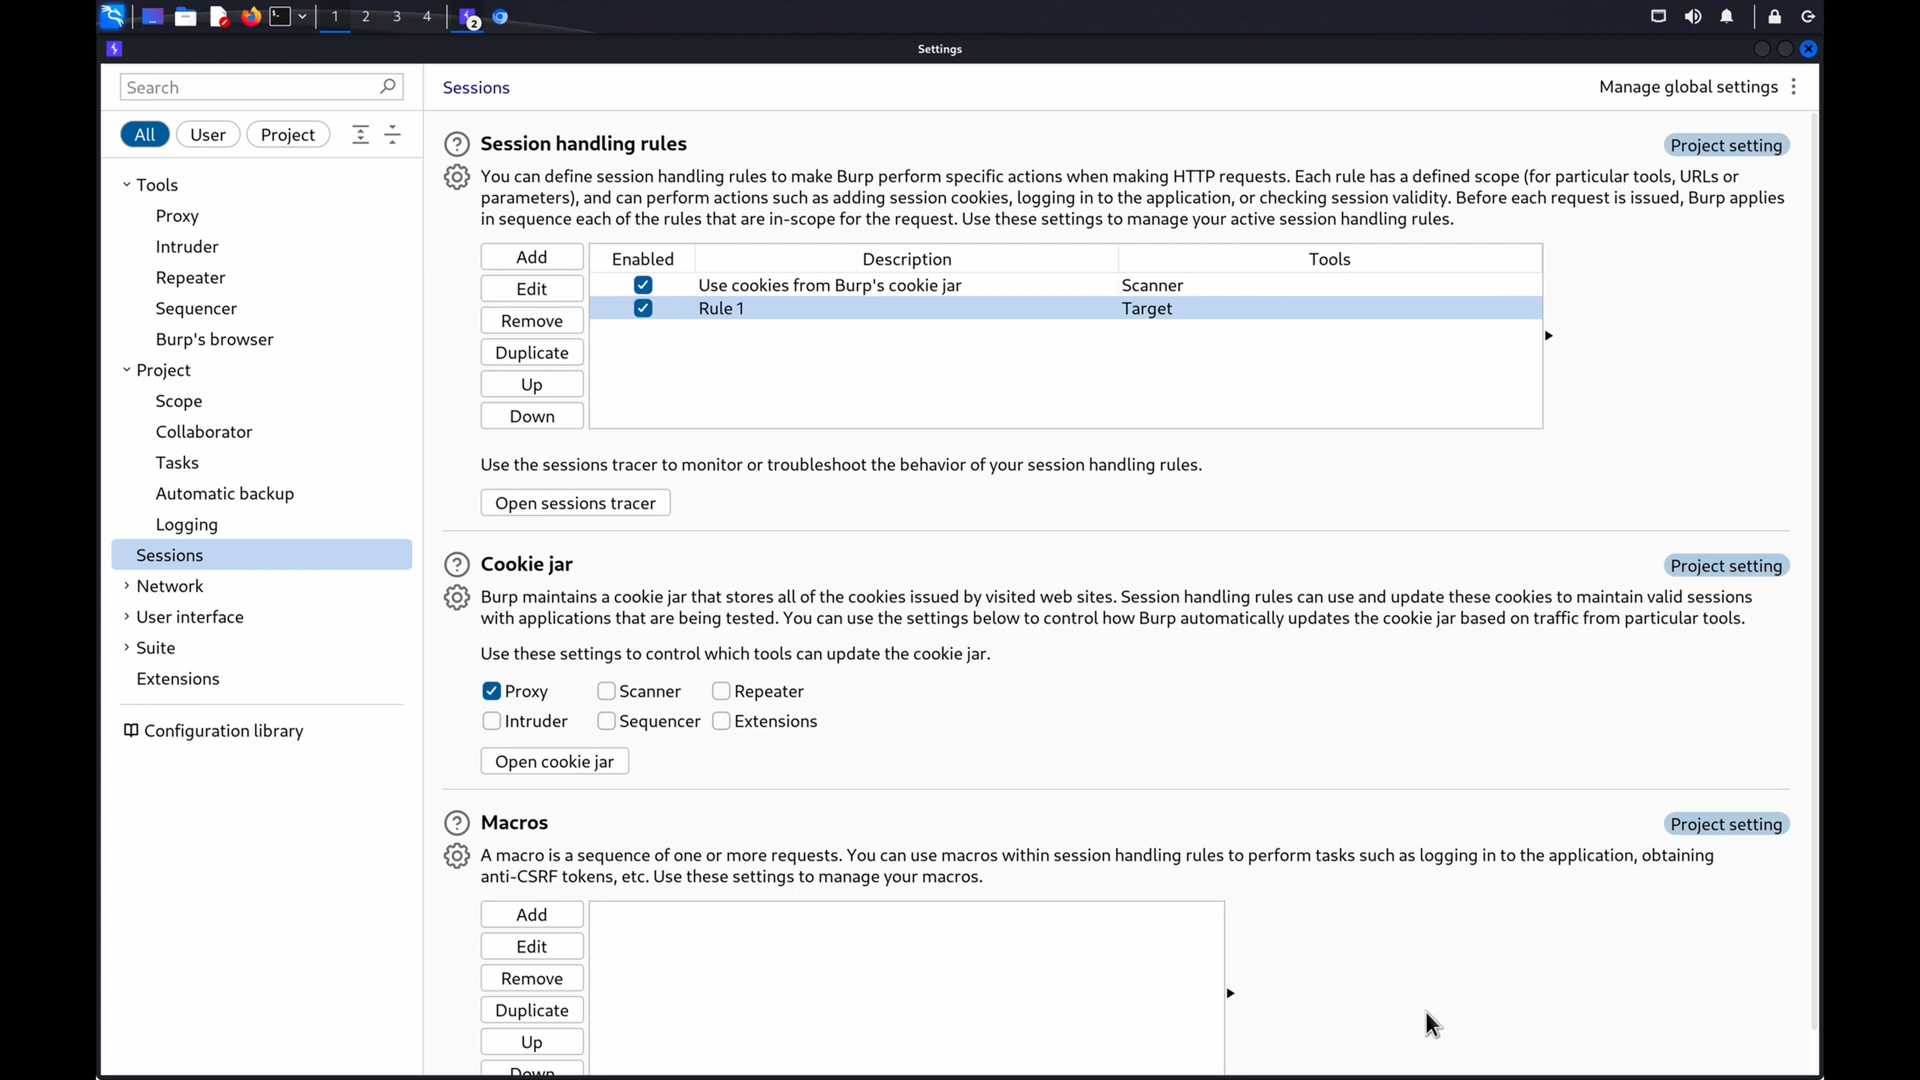 1 2 3 4 2
Settings
Search
All User Project
Tools
Proxy
Intruder
Repeater
Sequencer
Burp's browser
Project
Scope
Collaborator
Tasks
Automatic backup
Logging
Sessions
Network
User interface
Suite
Extensions
Configuration library
Sessions
Manage global settings
Session handling rules
Project setting
You can define session handling rules to make Burp perform specific actions when making HTTP requests. Each rule has a defined scope (for particular tools, URLs or
parameters), and can perform actions such as adding session cookies, logging in to the application, or checking session validity. Before each request is issued, Burp applies
in sequence each of the rules that are in-scope for the request. Use these settings to manage your active session handling rules.
Add
Edit
Remove
Duplicate
Up
Down
Enabled Description Tools
Use cookies from Burp's cookie jar Scanner
Rule 1 Target
Use the sessions tracer to monitor or troubleshoot the behavior of your session handling rules.
Open sessions tracer
Cookie jar
Project setting
Burp maintains a cookie jar that stores all of the cookies issued by visited web sites. Session handling rules can use and update these cookies to maintain valid sessions
with applications that are being tested. You can use the settings below to control how Burp automatically updates the cookie jar based on traffic from particular tools.
Use these settings to control which tools can update the cookie jar.
Proxy Scanner Repeater
Intruder Sequencer Extensions
Open cookie jar
Macros
Project setting
A macro is a sequence of one or more requests. You can use macros within session handling rules to perform tasks such as logging in to the application, obtaining
anti-CSRF tokens, etc. Use these settings to manage your macros.
Add
Edit
Remove
Duplicate
Up
Down